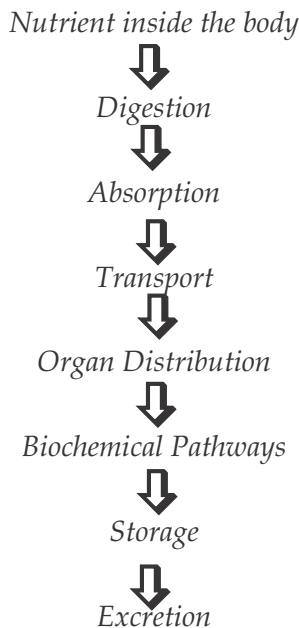 Nutrient inside the body
Digestion
Absorption
Transport
Organ Distribution
Biochemical Pathways
Storage
Excretion